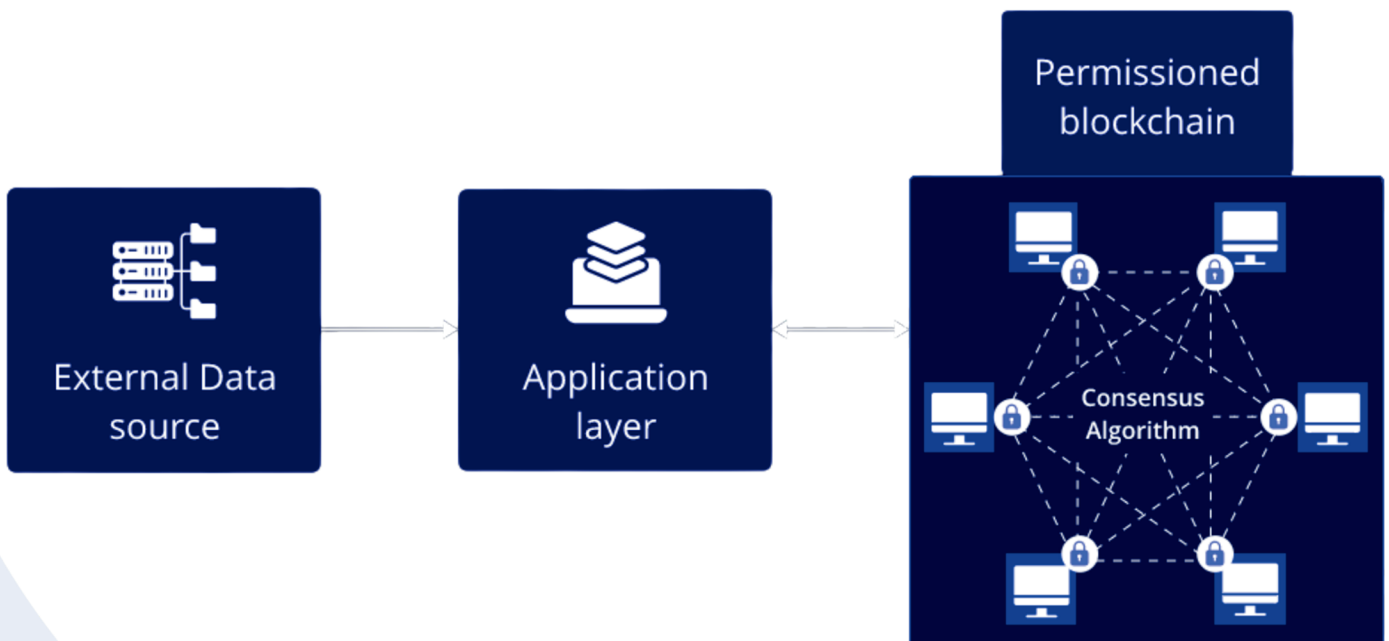 Permissioned
blockchain
External Data
source
Application
layer
Consensus
Algorithm